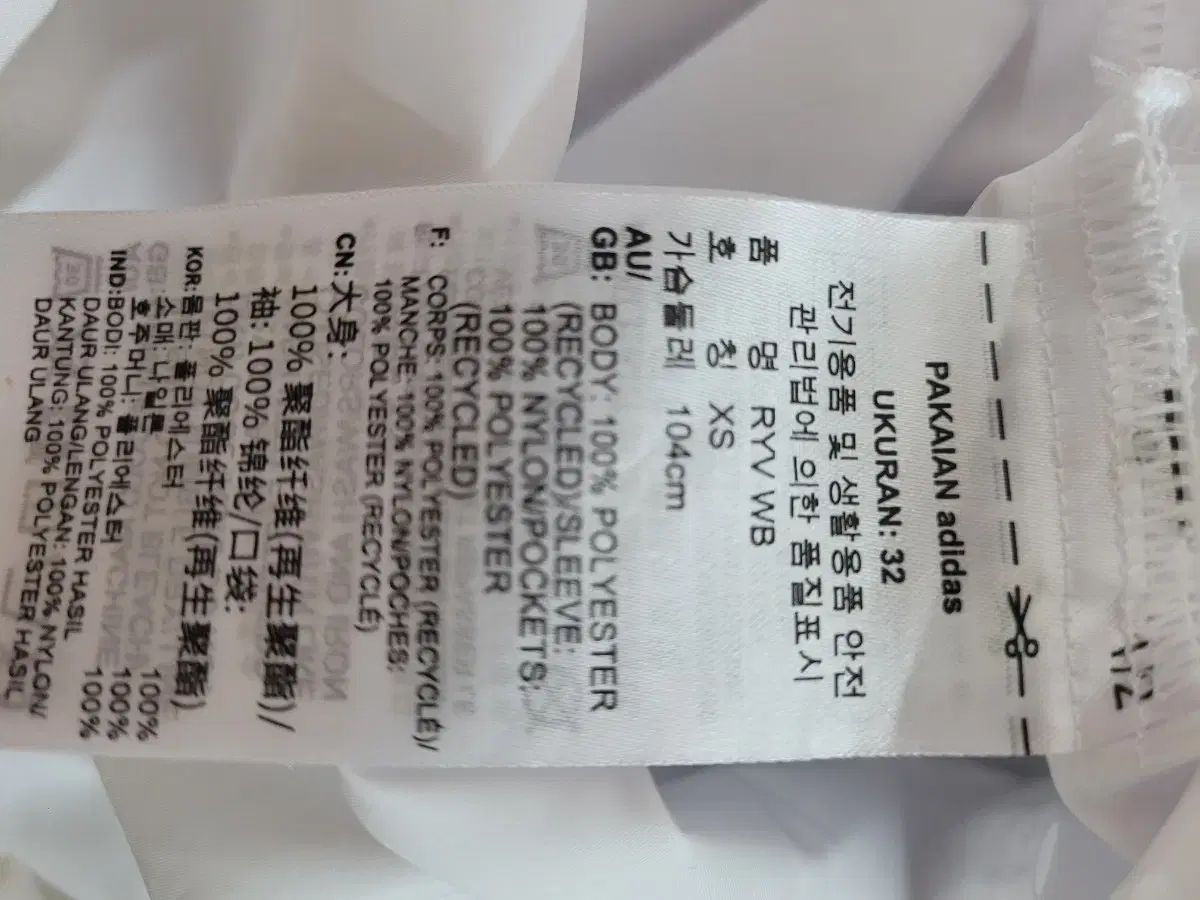 PAKAIAN adidas
UKURAN: 32
전기용품 및 생활용품 안전
관리법에 의한 품질표시
품 명 RYV WB
호 칭 XS
가슴둘레 104cm
AU/
GB: BODY: 100% POLYESTER
(RECYCLED)/SLEEVE:
100% NYLON/POCKETS:
100% POLYESTER
(RECYCLED)
F: CORPS: 100% POLYESTER (RECYCLÉ)/
MANCHE: 100% NYLON/POCHES:
100% POLYESTER (RECYCLÉ)
CN: 大身:
100% 聚酯纤维(再生聚酯)/
袖: 100% 锦纶/口袋:
100% 聚酯纤维(再生聚酯)
KOR: 몸판: 폴리에스터 100%
소매: 나일론 100%
호주머니: 폴리에스터 100%
IND: BODI: 100% POLYESTER HASIL
DAUR ULANG/LENGAN: 100% NYLON/
KANTUNG: 100% POLYESTER HASIL
DAUR ULANG
1/2